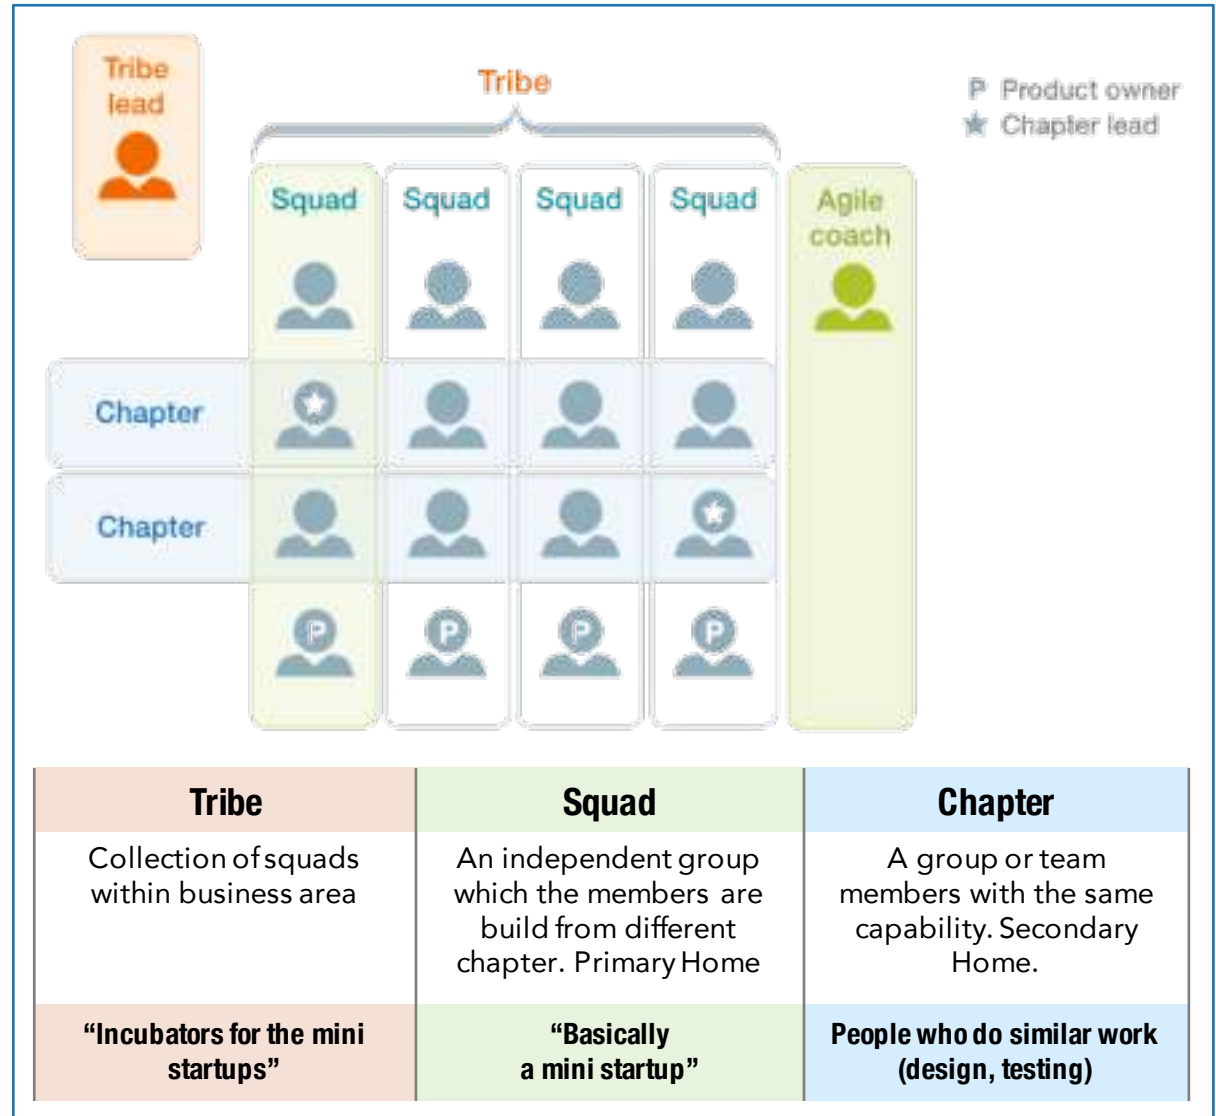 Tribe
lead
Tribe
P Product owner
★ Chapter lead
Squad
Squad
Squad
Squad
Agile
coach
Chapter
Chapter
P
P
P
P
Tribe
Squad
Chapter
Collection of squads
within business area
An independent group
which the members are
build from different
chapter. Primary Home
A group or team
members with the same
capability. Secondary
Home.
“Incubators for the mini
startups”
“Basically
a mini startup”
People who do similar work
(design, testing)